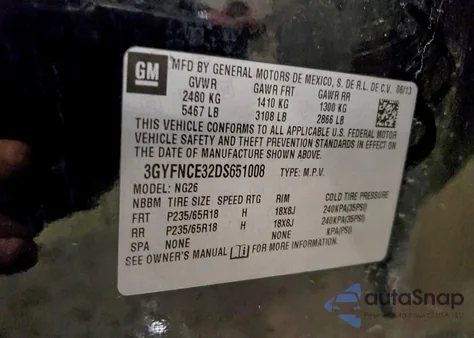 GM
MFD BY GENERAL MOTORS DE MEXICO, S. DE R.L. DE C.V. 06/13
GVWR GAWR FRT GAWR RR
2480 KG 1410 KG 1300 KG
5467 LB 3108 LB 2866 LB
THIS VEHICLE CONFORMS TO ALL APPLICABLE U.S. FEDERAL MOTOR
VEHICLE SAFETY AND THEFT PREVENTION STANDARDS IN EFFECT ON
THE DATE OF MANUFACTURE SHOWN ABOVE.
3GYFNCE32DS651008 TYPE: M.P.V.
MODEL: NG26
NBBM TIRE SIZE SPEED RTG RIM COLD TIRE PRESSURE
FRT P235/65R18 H 18X8J 240KPA(35PSI)
RR P235/65R18 H 18X8J 240KPA(35PSI)
SPA NONE NONE KPA(PSI)
SEE OWNER'S MANUAL FOR MORE INFORMATION.
autoSnap